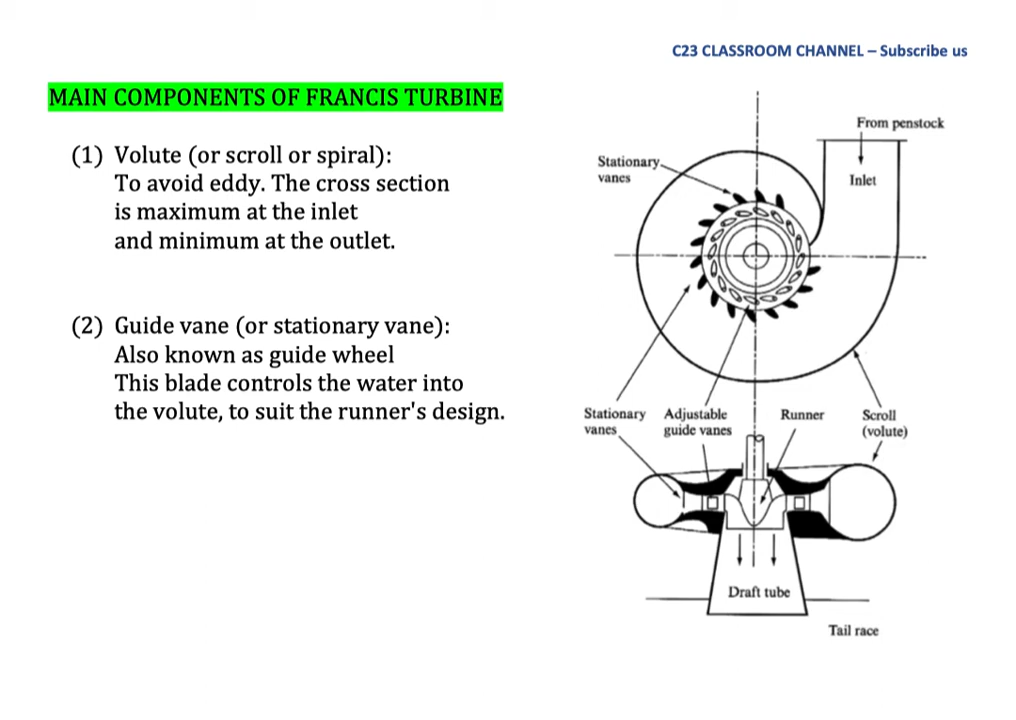 C23 CLASSROOM CHANNEL – Subscribe us
MAIN COMPONENTS OF FRANCIS TURBINE
(1) Volute (or scroll or spiral):
To avoid eddy. The cross section
is maximum at the inlet
and minimum at the outlet.
(2) Guide vane (or stationary vane):
Also known as guide wheel
This blade controls the water into
the volute, to suit the runner's design.
From penstock
Stationary
vanes
Inlet
Stationary
vanes
Adjustable
guide vanes
Runner
Scroll
(volute)
Draft tube
Tail race